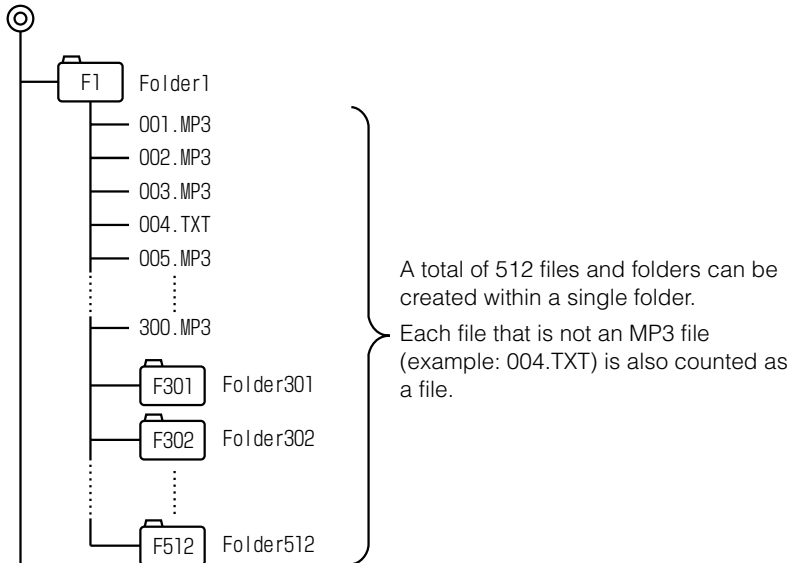 F1 Folder1
001.MP3
002.MP3
003.MP3
004.TXT
005.MP3
300.MP3
F301 Folder301
F302 Folder302
F512 Folder512
A total of 512 files and folders can be
created within a single folder.
Each file that is not an MP3 file
(example: 004.TXT) is also counted as
a file.